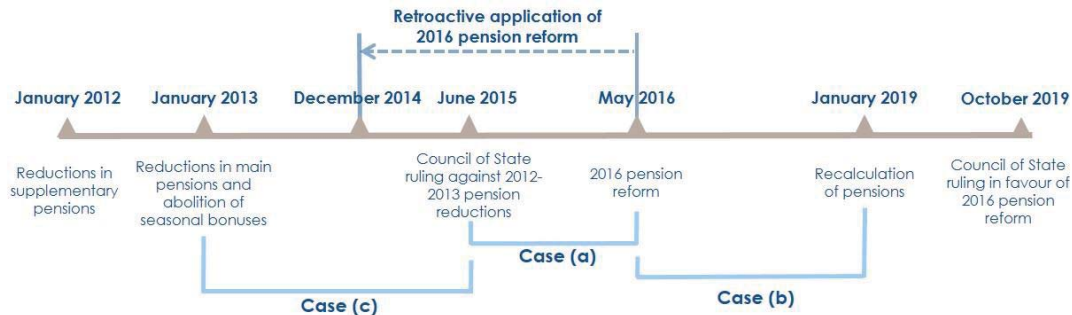 Retroactive application of
2016 pension reform
January 2012
January 2013
December 2014
June 2015
May 2016
January 2019
October 2019
Reductions in
supplementary
pensions
Reductions in main
pensions and
abolition of
seasonal bonuses
Council of State
ruling against 2012-
2013 pension
reductions
2016 pension
reform
Recalculation
of pensions
Council of State
ruling in favour of
2016 pension
reform
Case (a)
Case (c)
Case (b)